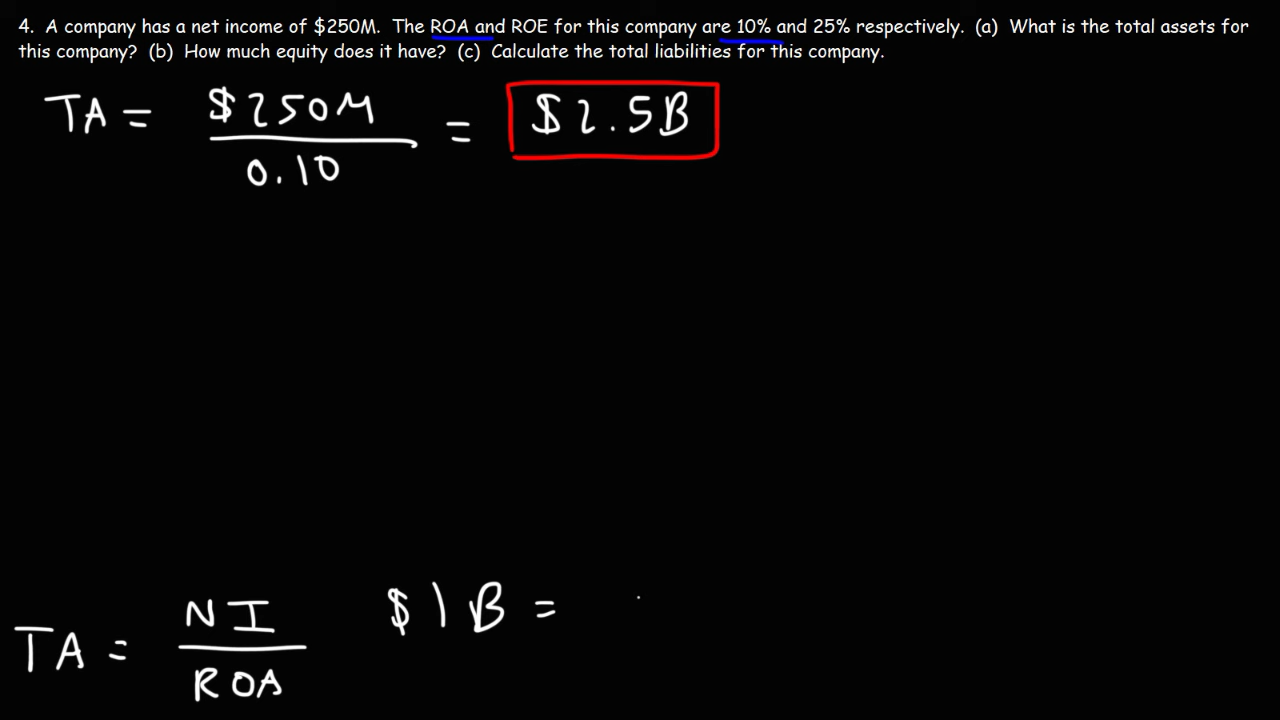 4. A company has a net income of $250M. The ROA and ROE for this company are 10% and 25% respectively. (a) What is the total assets for
this company? (b) How much equity does it have? (c) Calculate the total liabilities for this company.
TA = $250M / 0.10 = $2.5B
TA = NI / ROA
$1B =